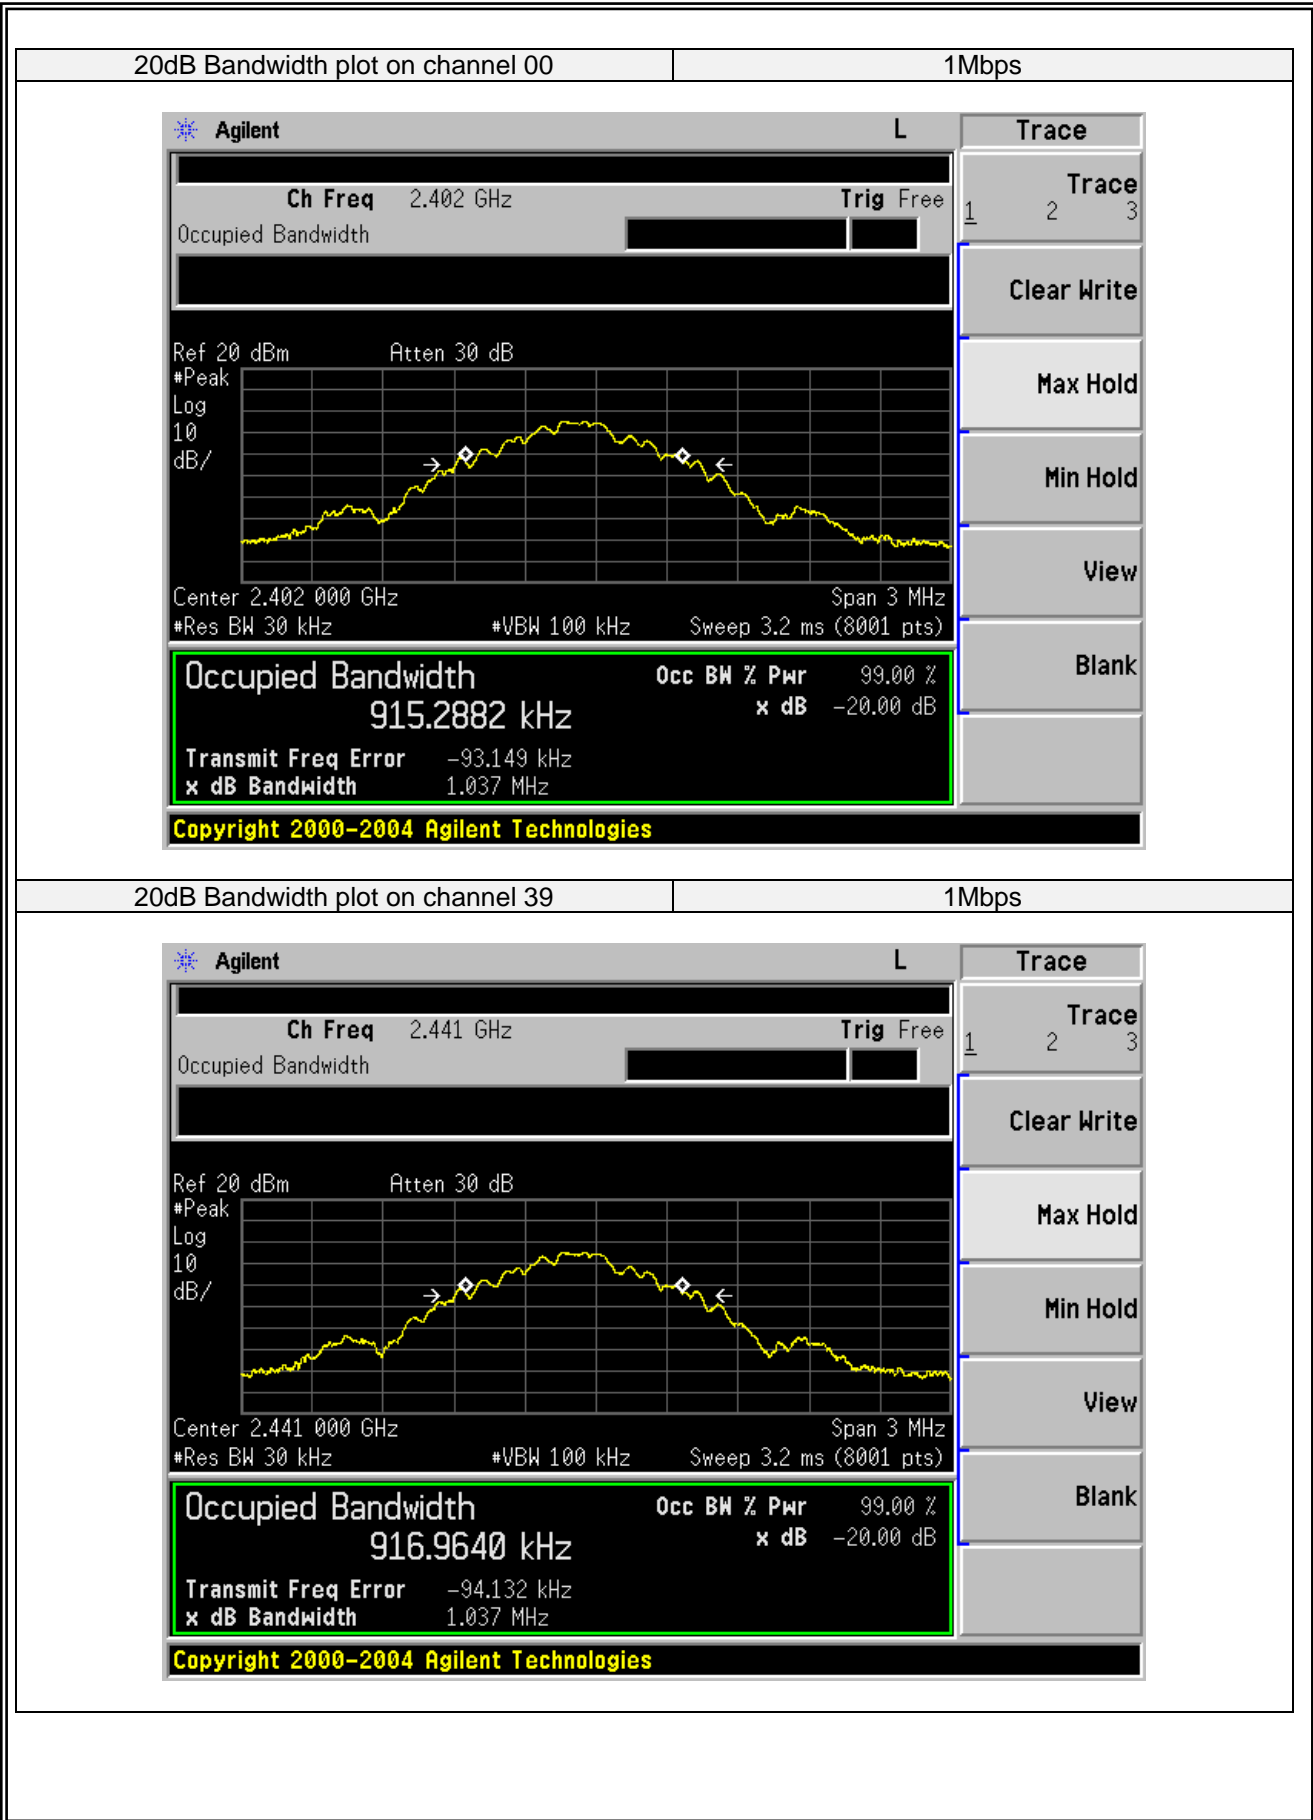 20dB Bandwidth plot on channel 00 1Mbps
Agilent L Trace
Ch Freq 2.402 GHz Trig Free
Occupied Bandwidth
Trace
1 2 3
Clear Write
Max Hold
Min Hold
View
Blank
Ref 20 dBm Atten 30 dB
#Peak
Log
10
dB/
Center 2.402 000 GHz Span 3 MHz
#Res BW 30 kHz #VBW 100 kHz Sweep 3.2 ms (8001 pts)
Occupied Bandwidth Occ BW % Pwr 99.00 %
915.2882 kHz x dB -20.00 dB
Transmit Freq Error -93.149 kHz
x dB Bandwidth 1.037 MHz
Copyright 2000-2004 Agilent Technologies
20dB Bandwidth plot on channel 39 1Mbps
Agilent L Trace
Ch Freq 2.441 GHz Trig Free
Occupied Bandwidth
Trace
1 2 3
Clear Write
Max Hold
Min Hold
View
Blank
Ref 20 dBm Atten 30 dB
#Peak
Log
10
dB/
Center 2.441 000 GHz Span 3 MHz
#Res BW 30 kHz #VBW 100 kHz Sweep 3.2 ms (8001 pts)
Occupied Bandwidth Occ BW % Pwr 99.00 %
916.9640 kHz x dB -20.00 dB
Transmit Freq Error -94.132 kHz
x dB Bandwidth 1.037 MHz
Copyright 2000-2004 Agilent Technologies